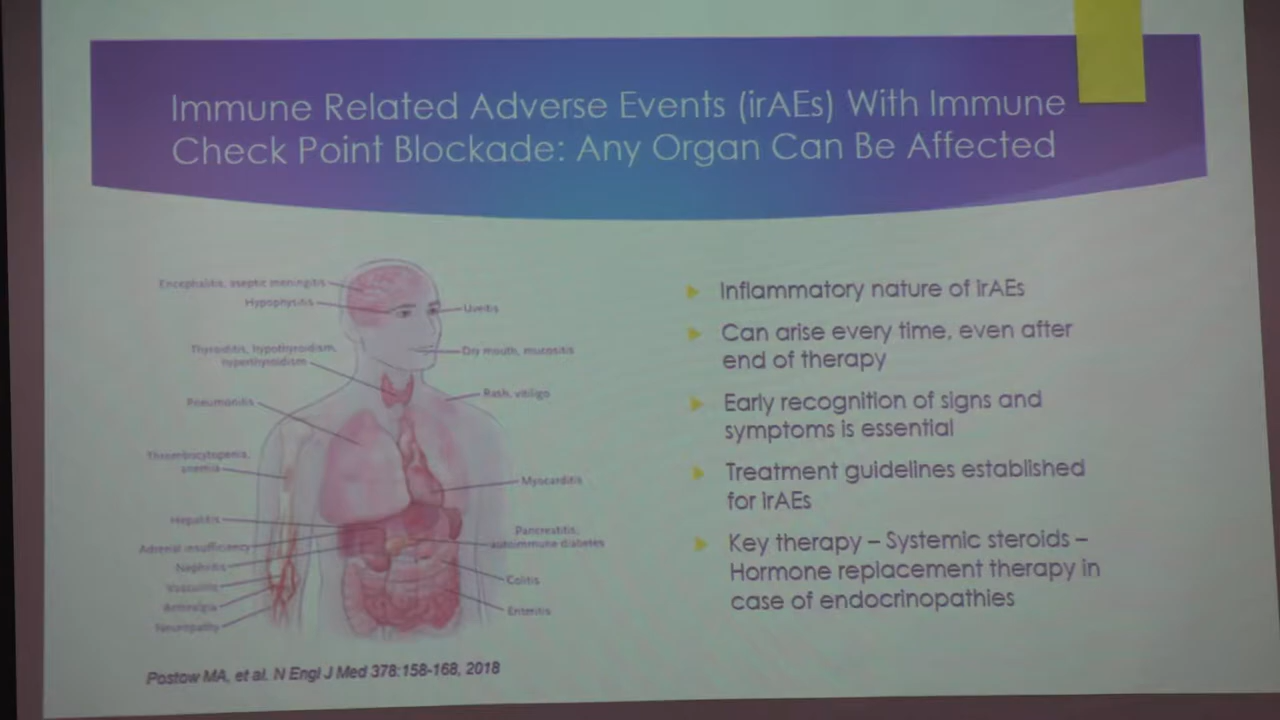 Immune Related Adverse Events (irAEs) With Immune
Check Point Blockade: Any Organ Can Be Affected
Encephalitis, aseptic meningitis
Hypophysitis
Uveitis
Thyroiditis, hypothyroidism,
hyperthyroidism
Dry mouth, mucositis
Rash, vitiligo
Pneumonitis
Thrombocytopenia,
anemia
Myocarditis
Hepatitis
Pancreatitis,
autoimmune diabetes
Adrenal insufficiency
Nephritis
Colitis
Vasculitis
Arthralgia
Enteritis
Neuropathy
Inflammatory nature of irAEs
Can arise every time, even after
end of therapy
Early recognition of signs and
symptoms is essential
Treatment guidelines established
for irAEs
Key therapy – Systemic steroids –
Hormone replacement therapy in
case of endocrinopathies
Postow MA, et al. N Engl J Med 378:158-168, 2018